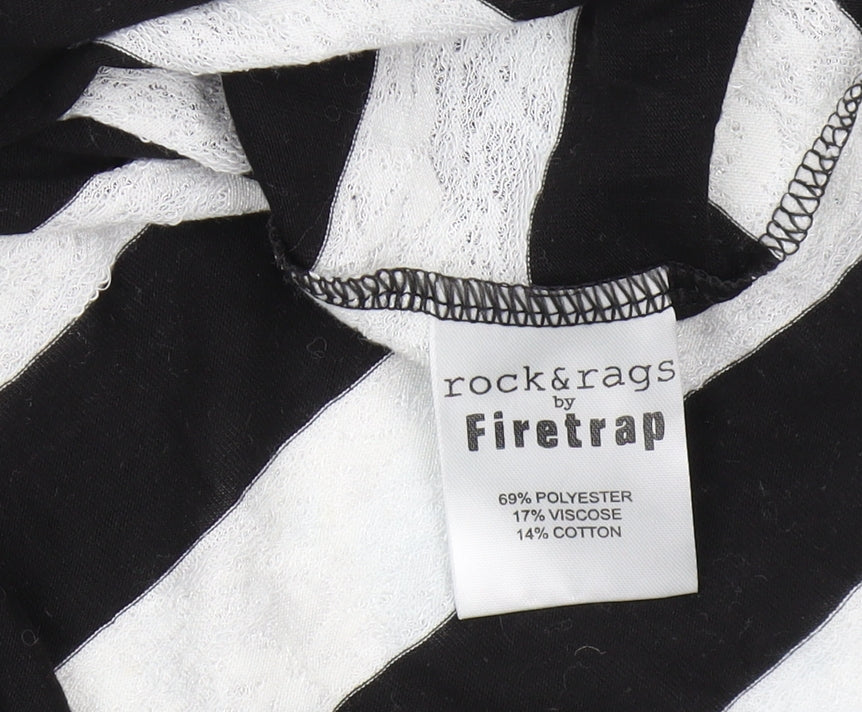 rock&rags
by
Firetrap
69% POLYESTER
17% VISCOSE
14% COTTON